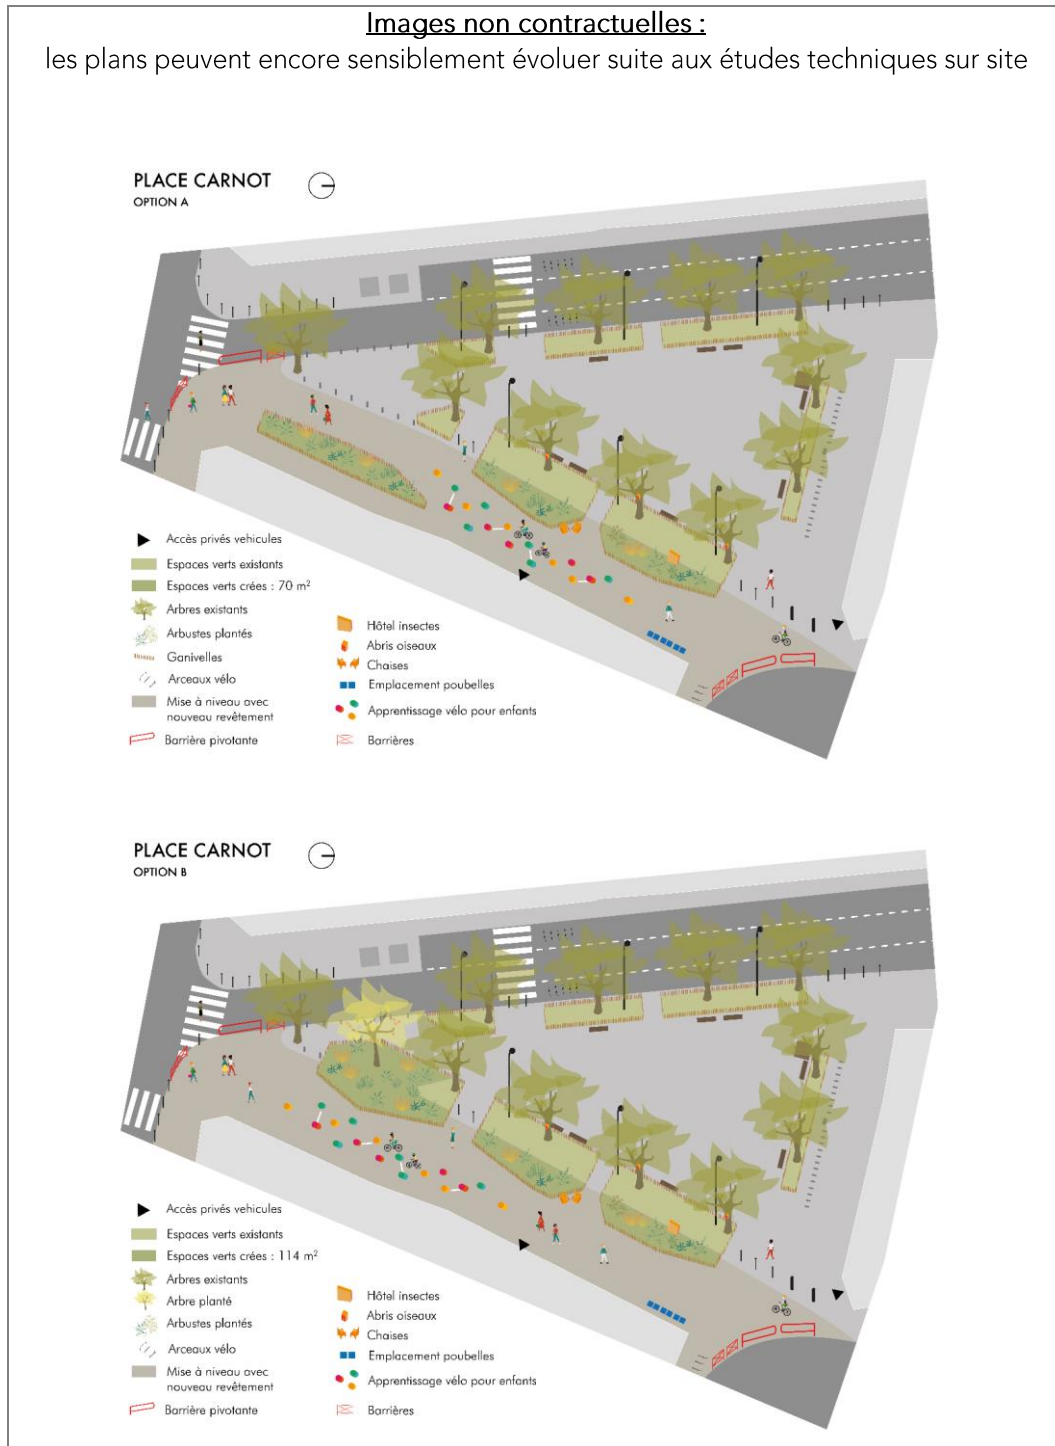 Images non contractuelles :
les plans peuvent encore sensiblement évoluer suite aux études techniques sur site
PLACE CARNOT
OPTION A
Accès privés vehicules
Espaces verts existants
Espaces verts crées : 70 m²
Arbres existants
Arbustes plantés
Ganivelles
Arceaux vélo
Mise à niveau avec
nouveau revêtement
Barrière pivotante
Hôtel insectes
Abris oiseaux
Chaises
Emplacement poubelles
Apprentissage vélo pour enfants
Barrières
PLACE CARNOT
OPTION B
Accès privés vehicules
Espaces verts existants
Espaces verts crées : 114 m²
Arbres existants
Arbre planté
Arbustes plantés
Arceaux vélo
Mise à niveau avec
nouveau revêtement
Barrière pivotante
Hôtel insectes
Abris oiseaux
Chaises
Emplacement poubelles
Apprentissage vélo pour enfants
Barrières